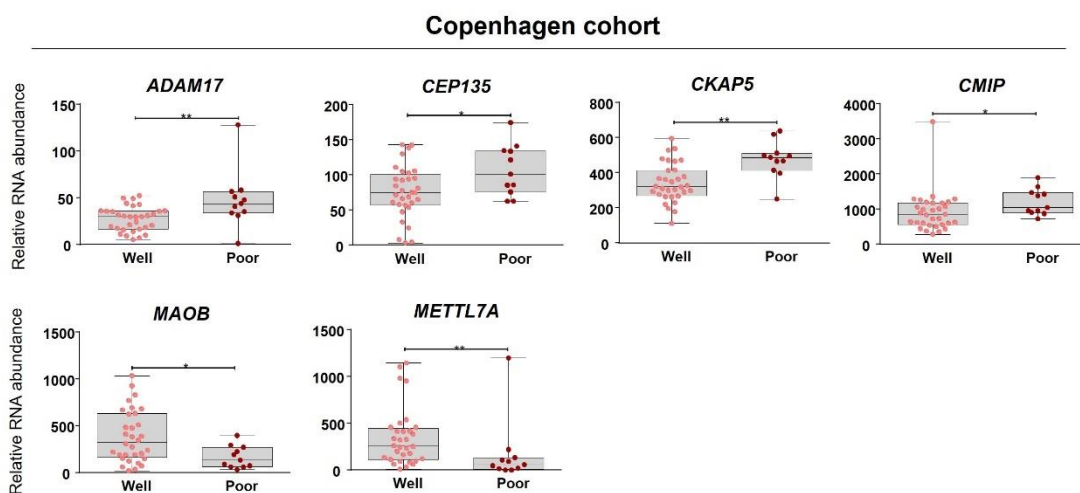 Copenhagen cohort
Relative RNA abundance
ADAM17
**
150
100
50
0
Well Poor
CEP135
*
200
150
100
50
0
Well Poor
CKAP5
**
800
600
400
200
0
Well Poor
CMIP
*
4000
3000
2000
1000
0
Well Poor
Relative RNA abundance
MAOB
*
1500
1000
500
0
Well Poor
METTL7A
**
1500
1000
500
0
Well Poor